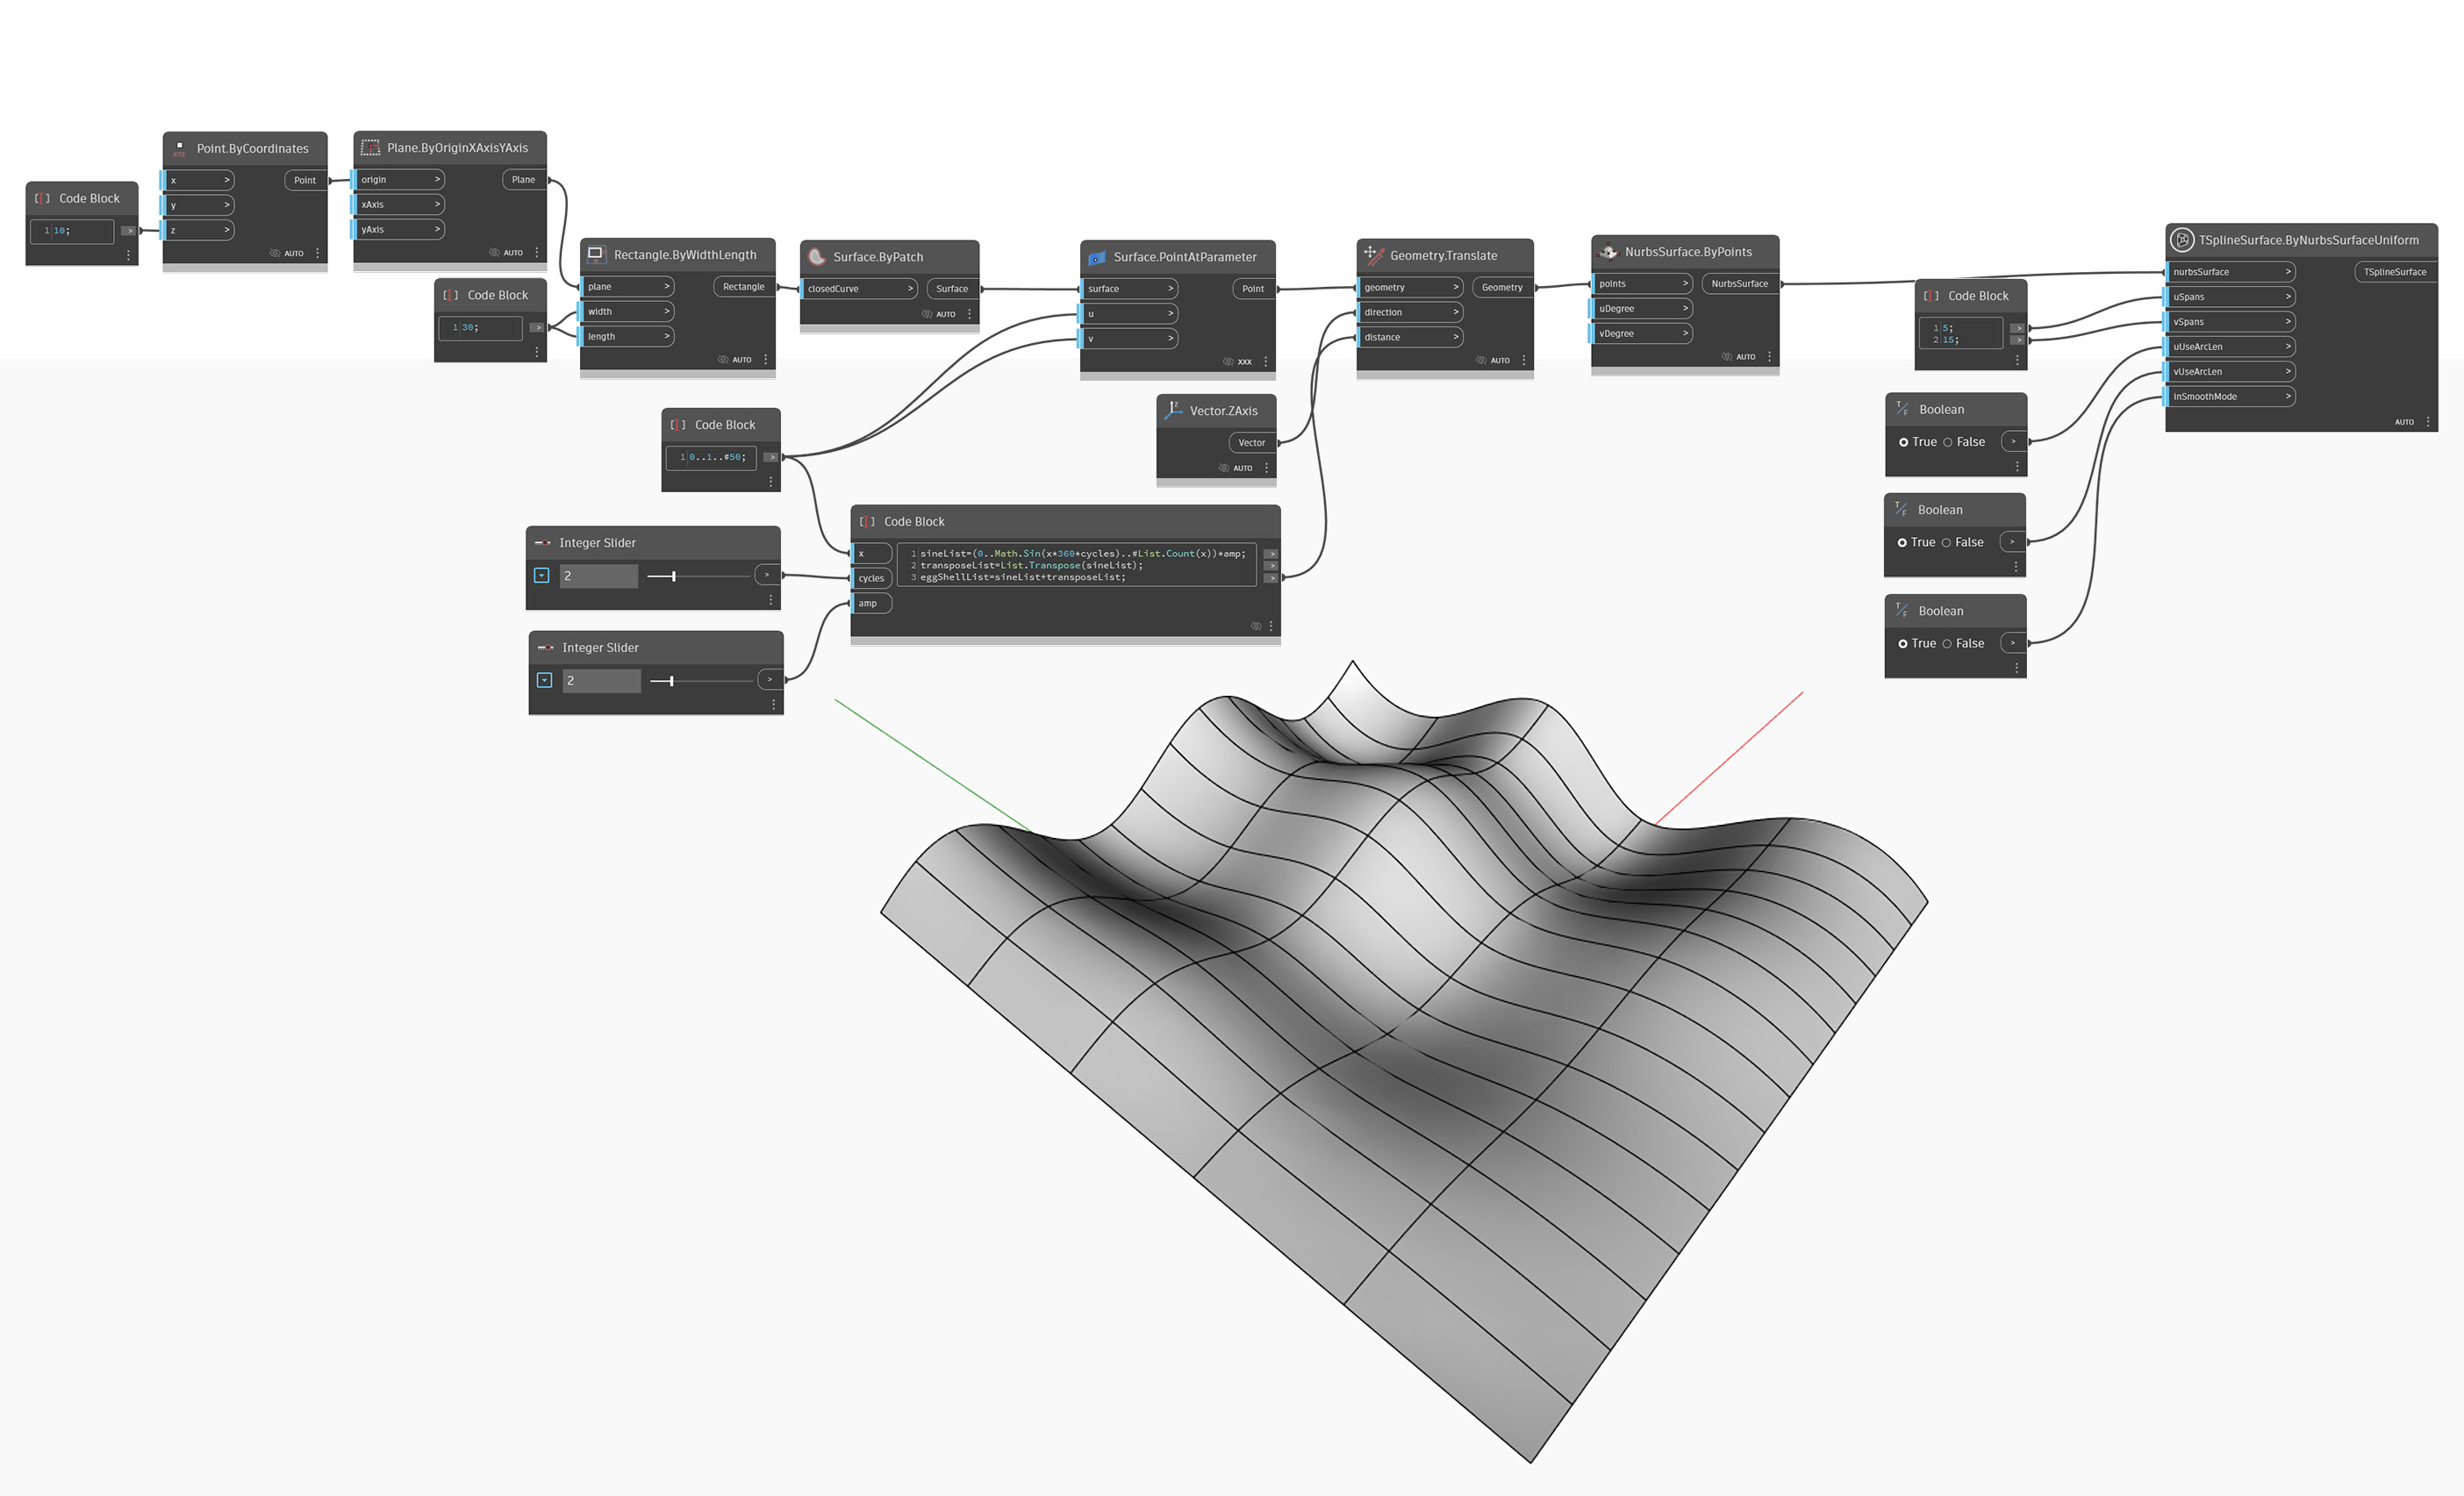 Code Block
1 10;
>
Point.ByCoordinates
XYZ
x >
Point
y >
z >
AUTO
Plane.ByOriginXAxisYAxis
origin >
Plane
xAxis >
yAxis >
AUTO
Code Block
1 30;
>
Rectangle.ByWidthLength
plane >
Rectangle
width >
length >
AUTO
Surface.ByPatch
closedCurve >
Surface
AUTO
Surface.PointAtParameter
surface >
Point
u >
v >
XXX
Geometry.Translate
geometry >
Geometry
direction >
distance >
AUTO
NurbsSurface.ByPoints
points >
NurbsSurface
uDegree >
vDegree >
AUTO
TSplineSurface.ByNurbsSurfaceUniform
nurbsSurface >
TSplineSurface
uSpans >
vSpans >
uUseArcLen >
vUseArcLen >
inSmoothMode >
AUTO
Code Block
1 5; >
2 15; >
Code Block
1 0..1..#50; >
Z
Vector.ZAxis
Vector
AUTO
T/F Boolean
True False >
T/F Boolean
True False >
T/F Boolean
True False >
Integer Slider
2 >
Integer Slider
2 >
Code Block
x
cycles
amp
1 sineList=(0..Math.Sin(x*360*cycles)..#List.Count(x))*amp; >
2 transposeList=List.Transpose(sineList); >
3 eggShellList=sineList+transposeList; >